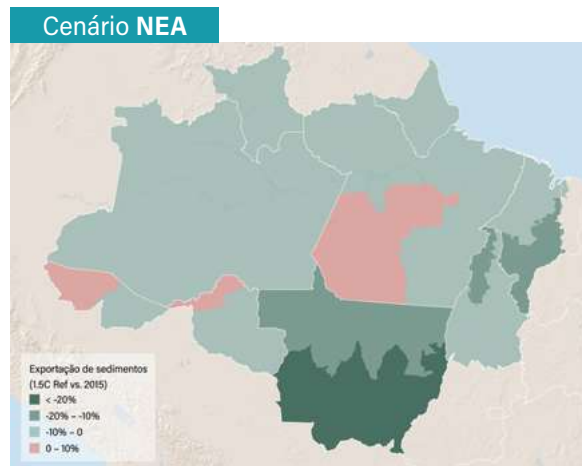 Cenário NEA
Exportação de sedimentos
(1.5C Ref vs. 2015)
< -20%
-20% – -10%
-10% – 0
0 – 10%